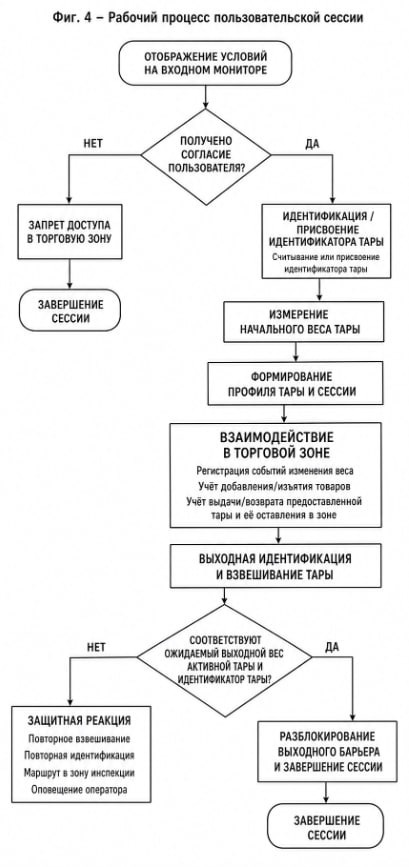 Фиг. 4 – Рабочий процесс пользовательской сессии
ОТОБРАЖЕНИЕ УСЛОВИЙ
НА ВХОДНОМ МОНИТОРЕ
НЕТ
ПОЛУЧЕНО
СОГЛАСИЕ
ПОЛЬЗОВАТЕЛЯ?
ДА
ЗАПРЕТ ДОСТУПА
В ТОРГОВУЮ ЗОНУ
ЗАВЕРШЕНИЕ
СЕССИИ
ИДЕНТИФИКАЦИЯ /
ПРИСВОЕНИЕ
ИДЕНТИФИКАТОРА ТАРЫ
Считывание или присвоение
идентификатора тары
ИЗМЕРЕНИЕ
НАЧАЛЬНОГО ВЕСА ТАРЫ
ФОРМИРОВАНИЕ
ПРОФИЛЯ ТАРЫ И СЕССИИ
ВЗАИМОДЕЙСТВИЕ
В ТОРГОВОЙ ЗОНЕ
Регистрация событий изменения веса
Учёт добавления/изъятия товаров
Учёт выдачи/возврата предоставленной
тары и её оставления в зоне
ВЫХОДНАЯ ИДЕНТИФИКАЦИЯ
И ВЗВЕШИВАНИЕ ТАРЫ
НЕТ
СООТВЕТСТВУЮТ
ОЖИДАЕМЫЙ ВЫХОДНОЙ ВЕС
АКТИВНОЙ ТАРЫ И
ИДЕНТИФИКАТОР ТАРЫ?
ДА
ЗАЩИТНАЯ РЕАКЦИЯ
Повторное взвешивание
Повторная идентификация
Маршрут в зону инспекции
Оповещение оператора
РАЗБЛОКИРОВАНИЕ
ВЫХОДНОГО БАРЬЕРА
И ЗАВЕРШЕНИЕ СЕССИИ
ЗАВЕРШЕНИЕ
СЕССИИ